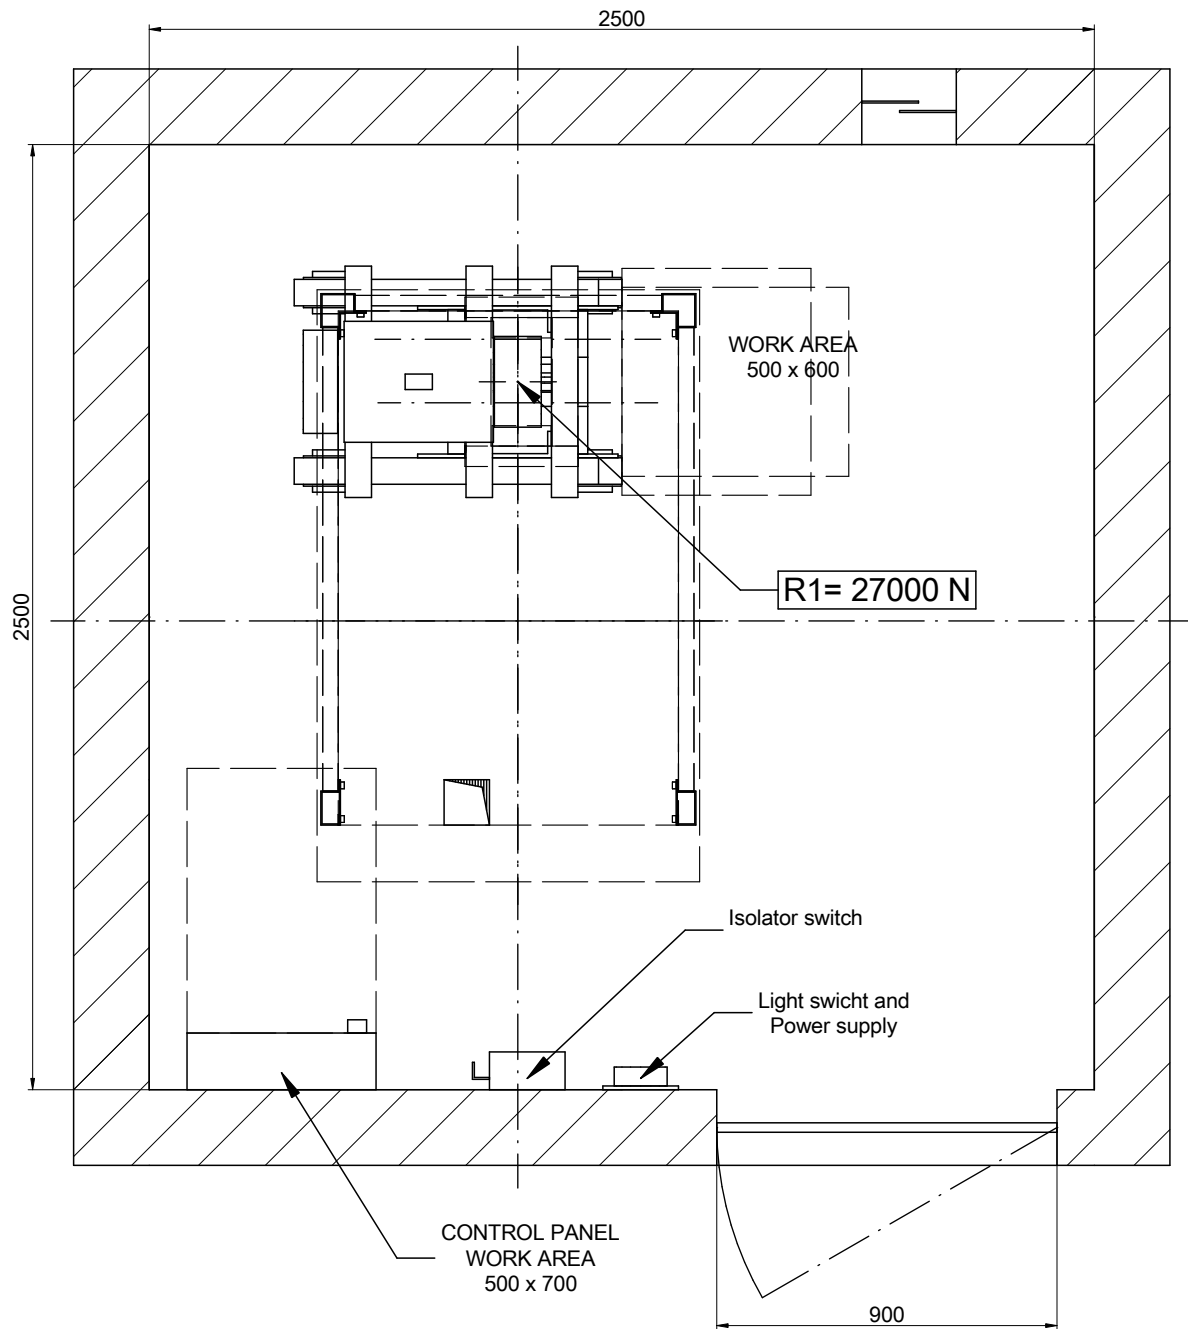 2500
2500
WORK AREA
500 x 600
R1= 27000 N
Isolator switch
Light swicht and
Power supply
CONTROL PANEL
WORK AREA
500 x 700
900